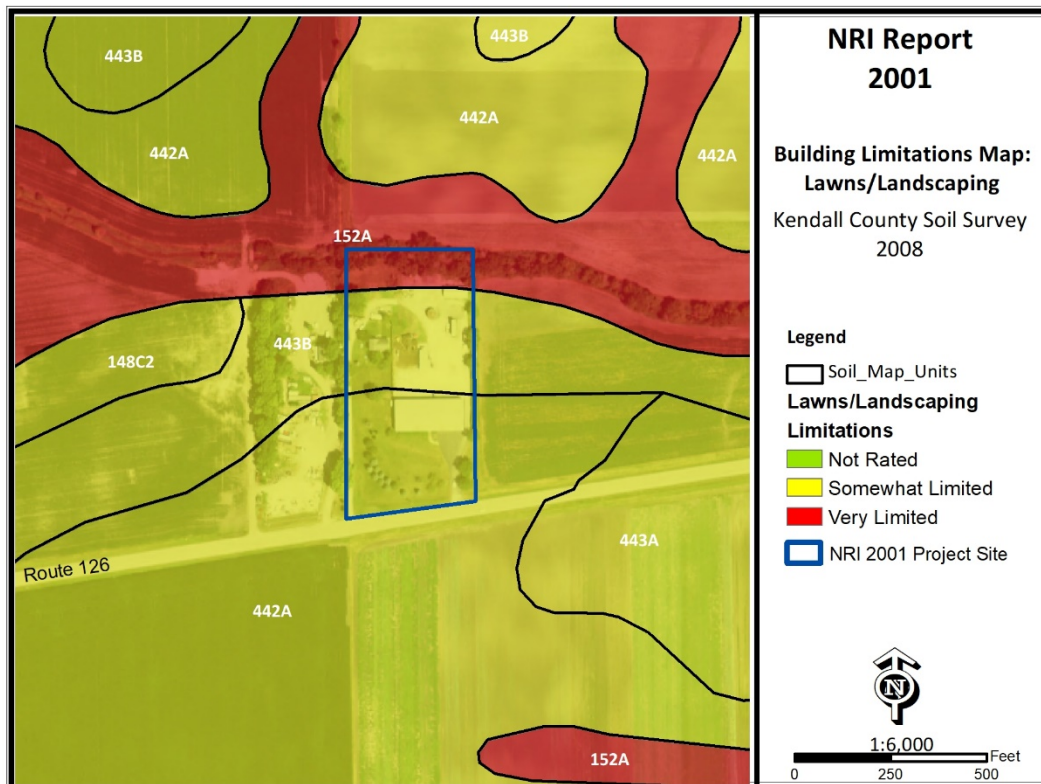 443B
443B
442A
442A
442A
152A
148C2
443B
443A
Route 126
442A
152A
NRI Report
2001
Building Limitations Map:
Lawns/Landscaping
Kendall County Soil Survey
2008
Legend
Soil_Map_Units
Lawns/Landscaping
Limitations
Not Rated
Somewhat Limited
Very Limited
NRI 2001 Project Site
N
1:6,000
Feet
0 250 500